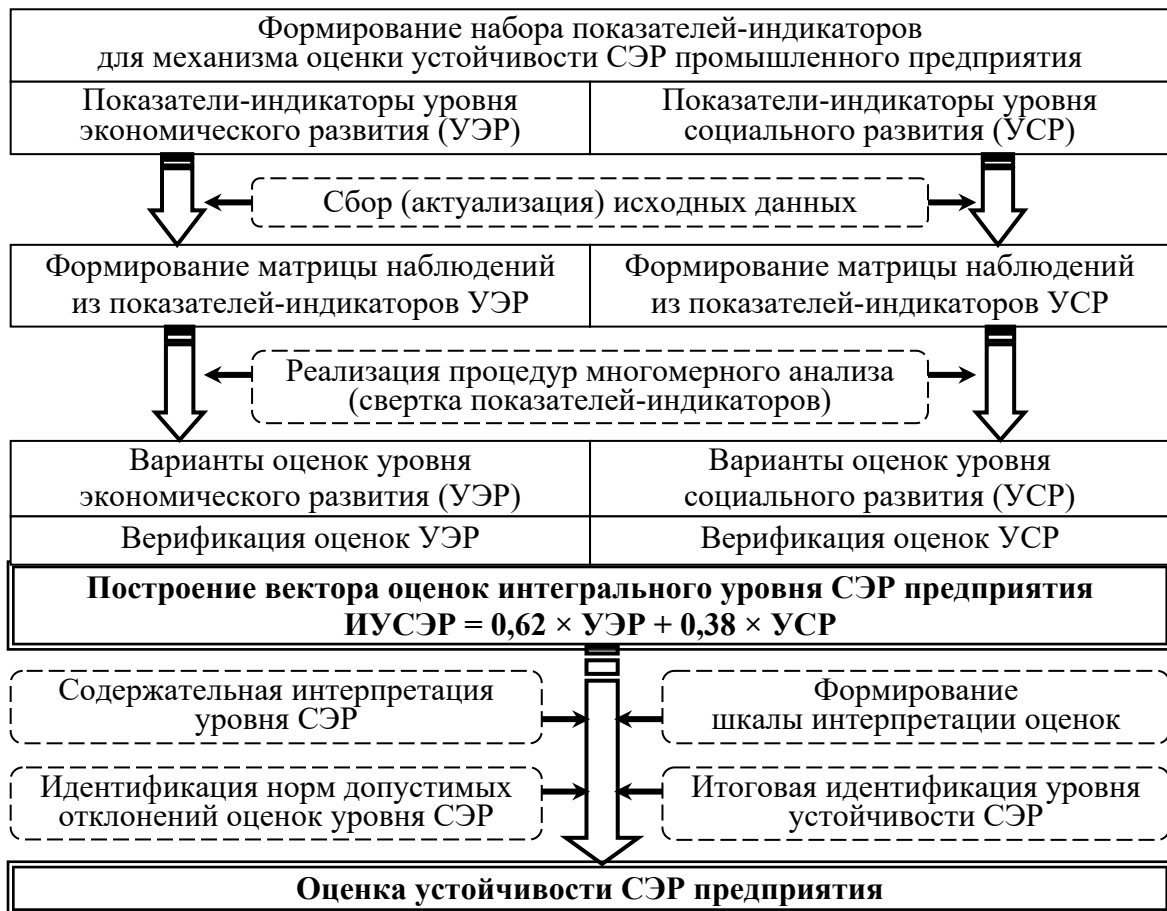 Формирование набора показателей-индикаторов
для механизма оценки устойчивости СЭР промышленного предприятия
Показатели-индикаторы уровня
экономического развития (УЭР)
Показатели-индикаторы уровня
социального развития (УСР)
Сбор (актуализация) исходных данных
Формирование матрицы наблюдений
из показателей-индикаторов УЭР
Формирование матрицы наблюдений
из показателей-индикаторов УСР
Реализация процедур многомерного анализа
(свертка показателей-индикаторов)
Варианты оценок уровня
экономического развития (УЭР)
Варианты оценок уровня
социального развития (УСР)
Верификация оценок УЭР
Верификация оценок УСР
Построение вектора оценок интегрального уровня СЭР предприятия
ИУСЭР = 0,62 × УЭР + 0,38 × УСР
Содержательная интерпретация
уровня СЭР
Формирование
шкалы интерпретации оценок
Идентификация норм допустимых
отклонений оценок уровня СЭР
Итоговая идентификация уровня
устойчивости СЭР
Оценка устойчивости СЭР предприятия